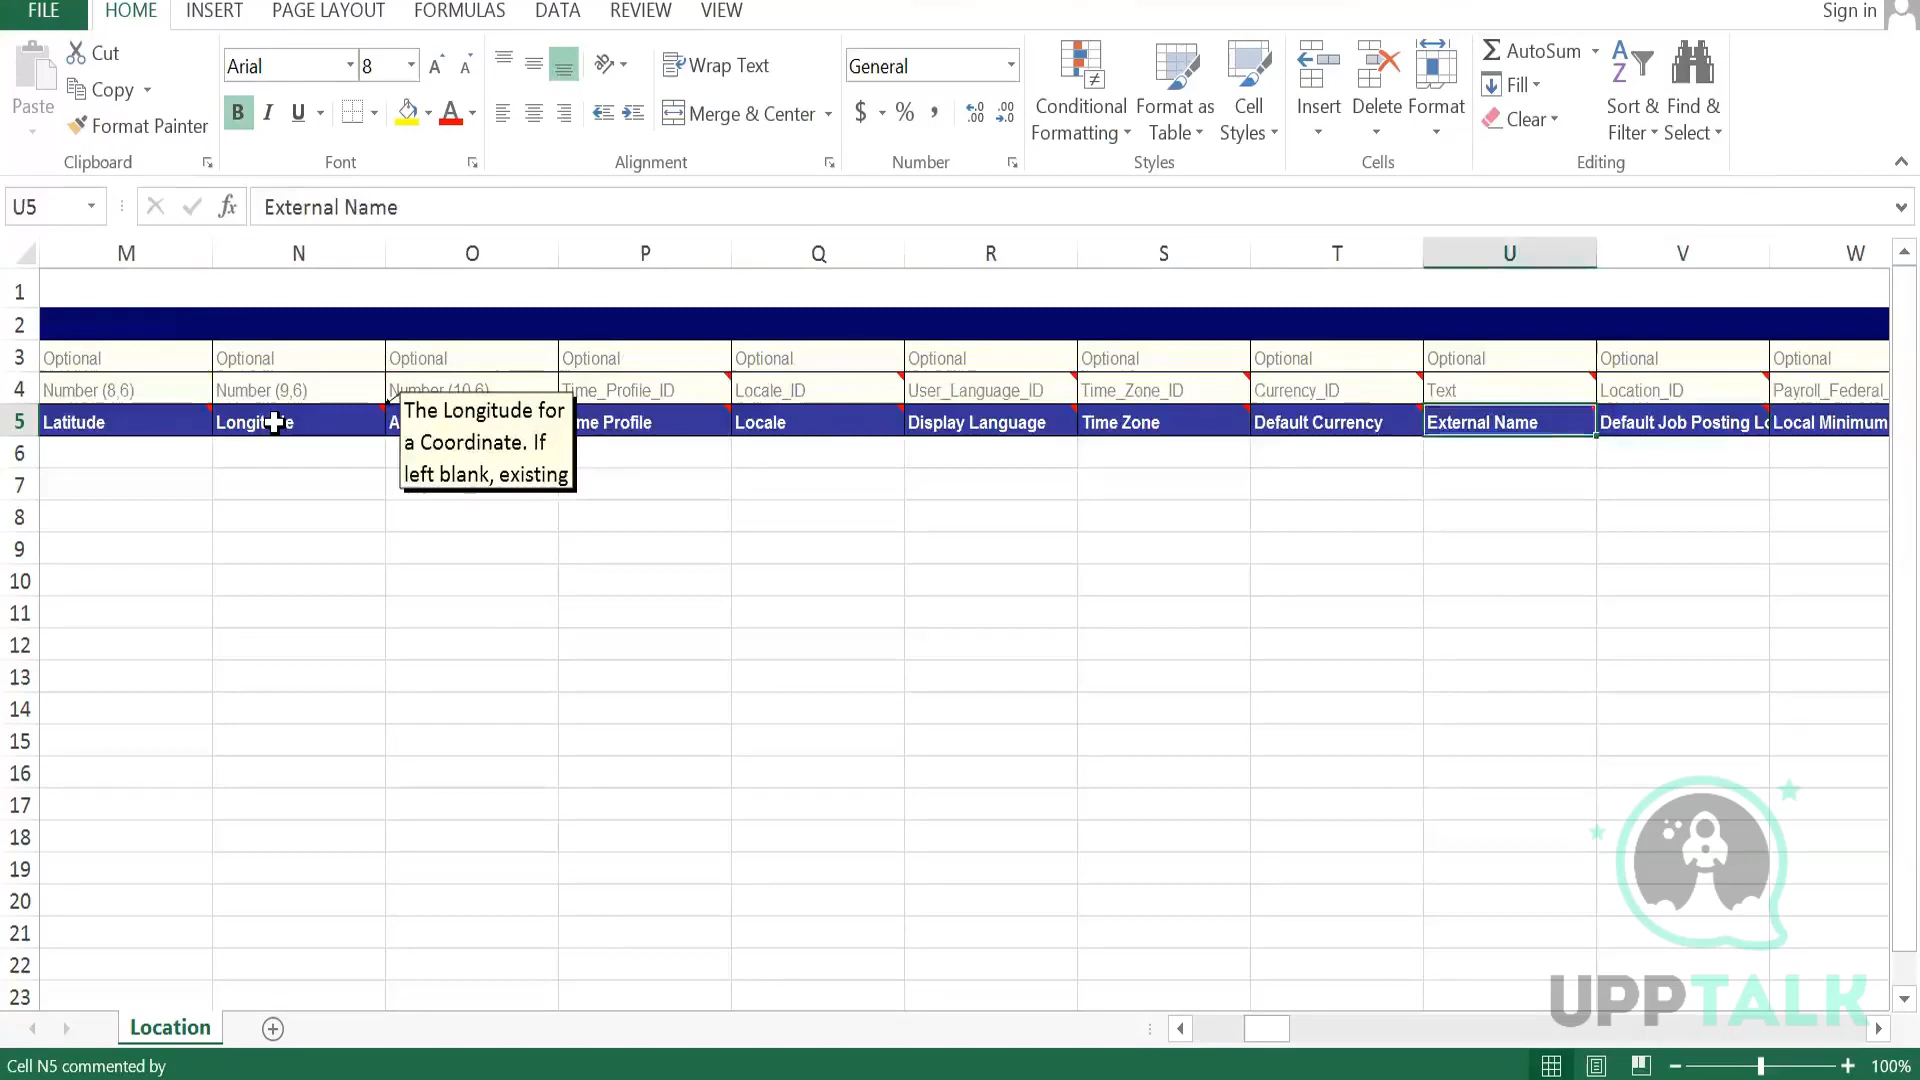 FILE HOME INSERT PAGE LAYOUT FORMULAS DATA REVIEW VIEW Sign in
Paste
Cut
Copy
Format Painter
Clipboard
Arial 8
B I U A
Font
Wrap Text
Merge & Center
Alignment
General
$ % ,
Number
Conditional Formatting
Format as Table
Cell Styles
Styles
Insert Delete Format
Cells
AutoSum
Fill
Clear
Sort & Filter
Find & Select
Editing
U5 fx External Name
M N O P Q R S T U V W
1
2
3 Optional Optional Optional Optional Optional Optional Optional Optional Optional Optional Optional
4 Number (8,6) Number (9,6) Number (10,6) Time_Profile_ID Locale_ID User_Language_ID Time_Zone_ID Currency_ID Text Location_ID Payroll_Federal_
5 Latitude Longitude A me Profile Locale Display Language Time Zone Default Currency External Name Default Job Posting Lo Local Minimum
The Longitude for
a Coordinate. If
left blank, existing
6
7
8
9
10
11
12
13
14
15
16
17
18
19
20
21
22
23
UPPTALK
Location
Cell N5 commented by 100%